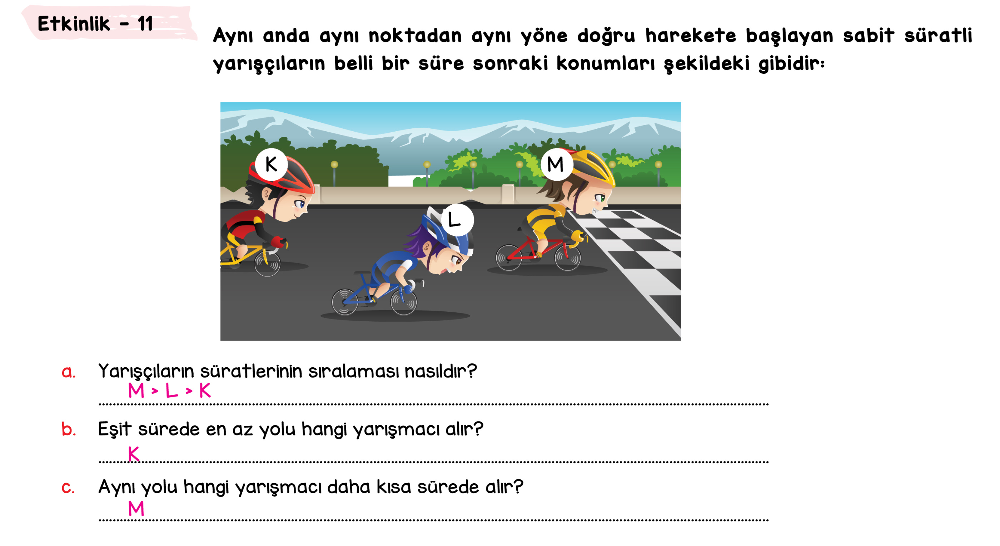 Etkinlik - 11
Aynı anda aynı noktadan aynı yöne doğru harekete başlayan sabit süratli
yarışçıların belli bir süre sonraki konumları şekildeki gibidir:
K
M
L
a. Yarışçıların süratlerinin sıralaması nasıldır?
M > L > K
b. Eşit sürede en az yolu hangi yarışmacı alır?
K
c. Aynı yolu hangi yarışmacı daha kısa sürede alır?
M